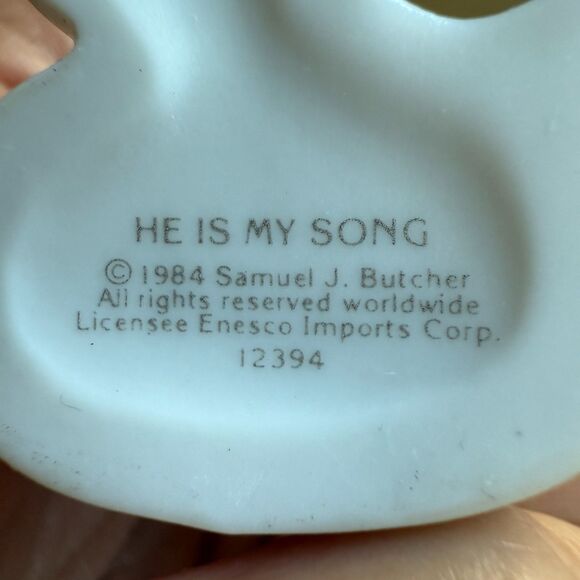 HE IS MY SONG
© 1984 Samuel J. Butcher
All rights reserved worldwide
Licensee Enesco Imports Corp.
12394